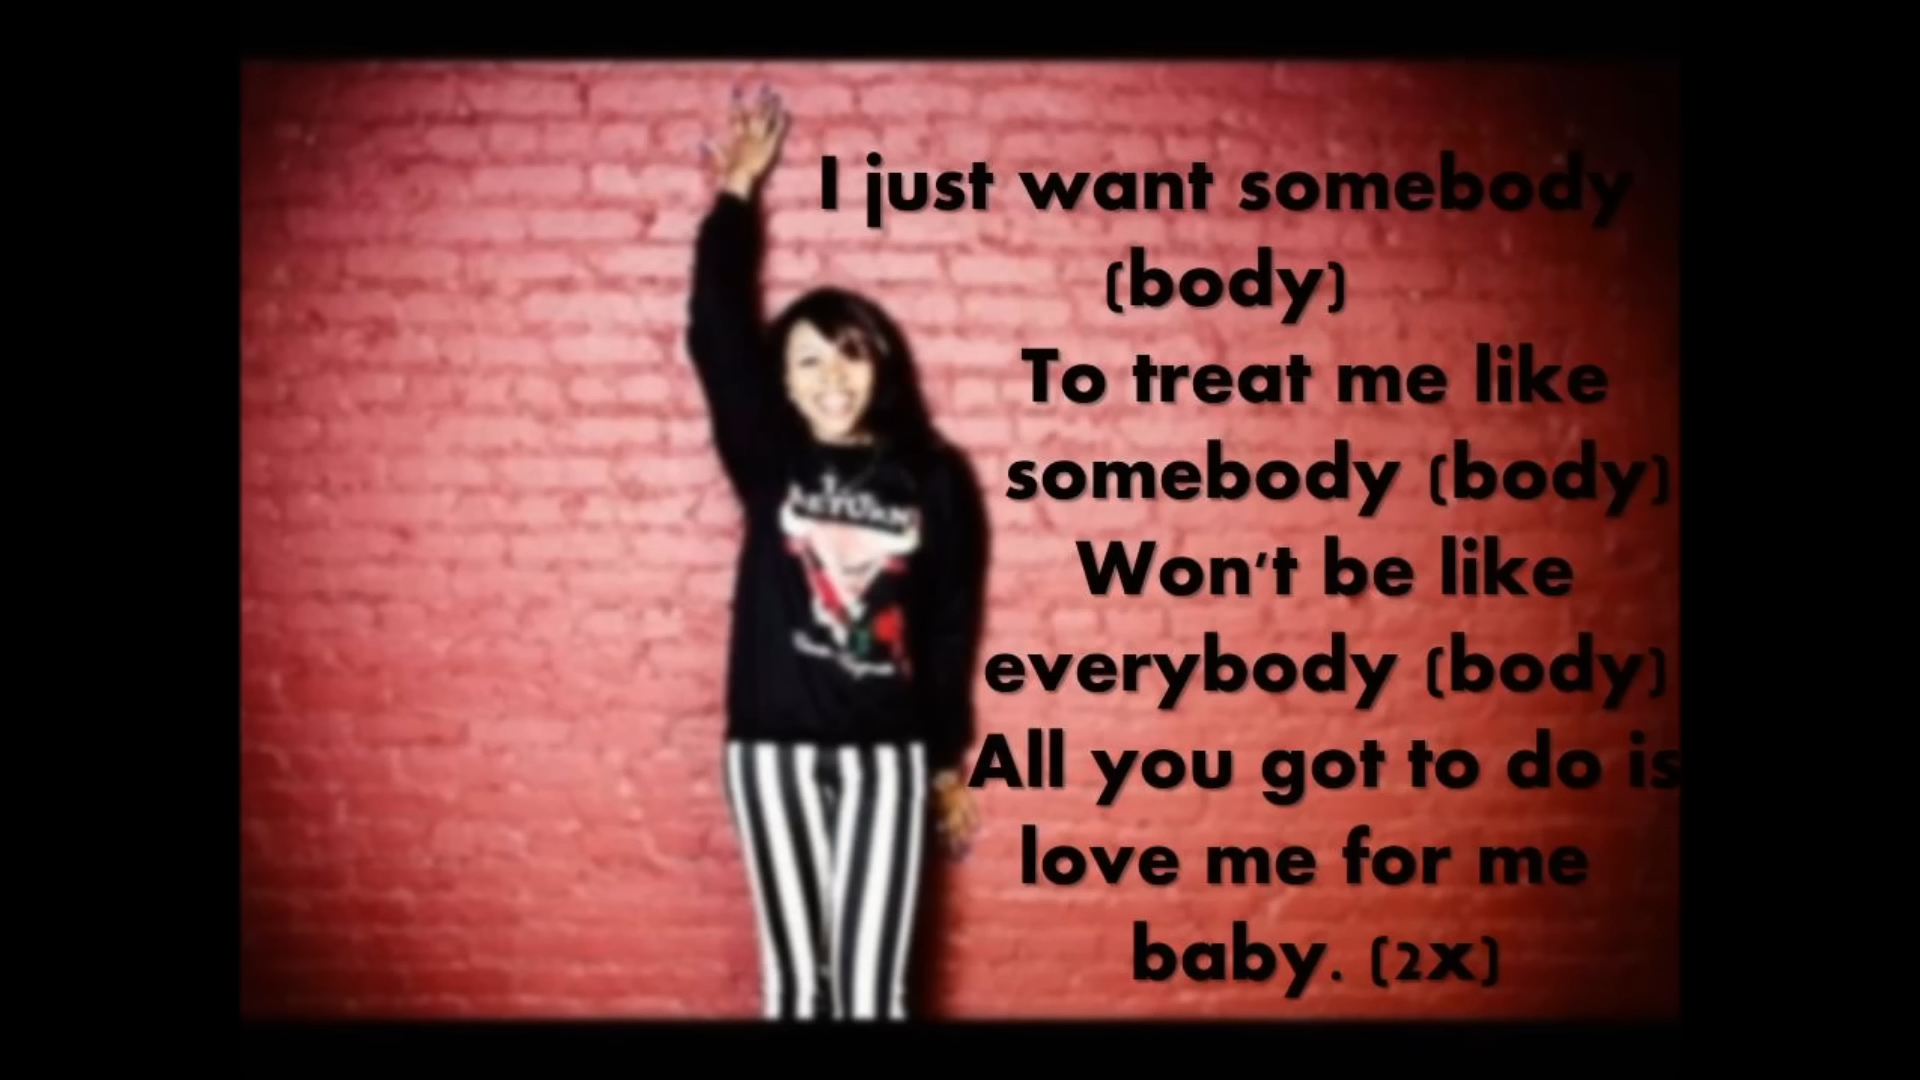 I just want somebody
(body)
To treat me like
somebody (body)
Won't be like
everybody (body)
All you got to do is
love me for me
baby. (2x)